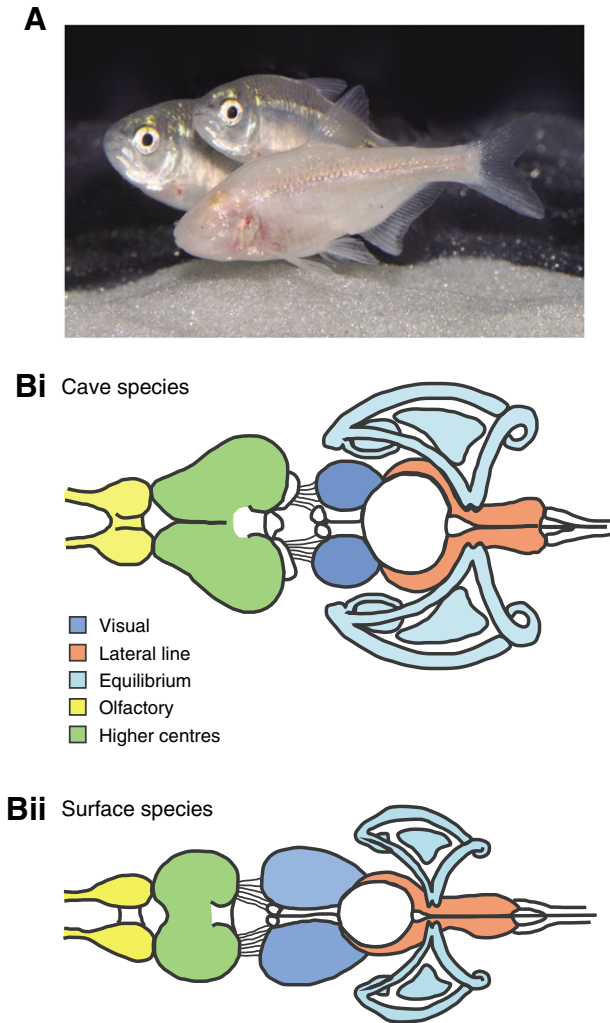 A
Bi Cave species
Visual
Lateral line
Equilibrium
Olfactory
Higher centres
Bii Surface species